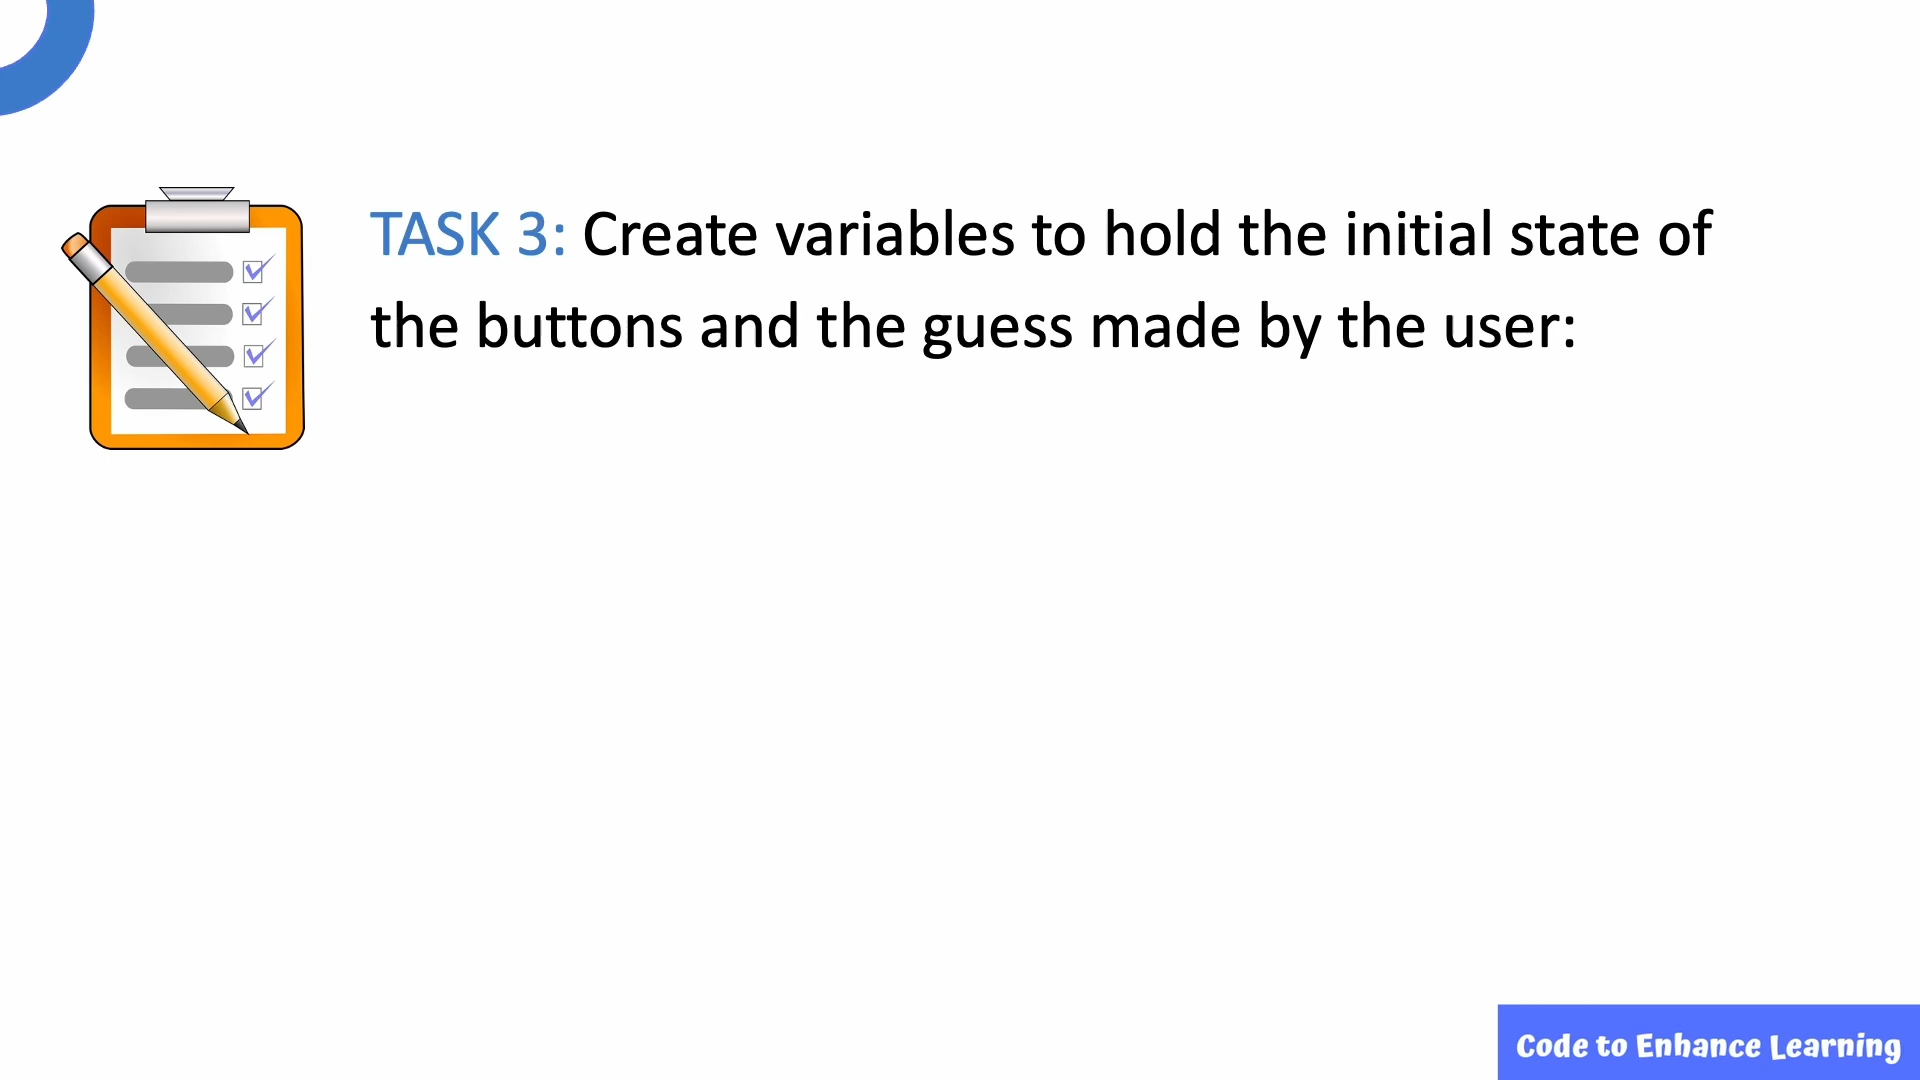 TASK 3: Create variables to hold the initial state of
the buttons and the guess made by the user:
Code to Enhance Learning